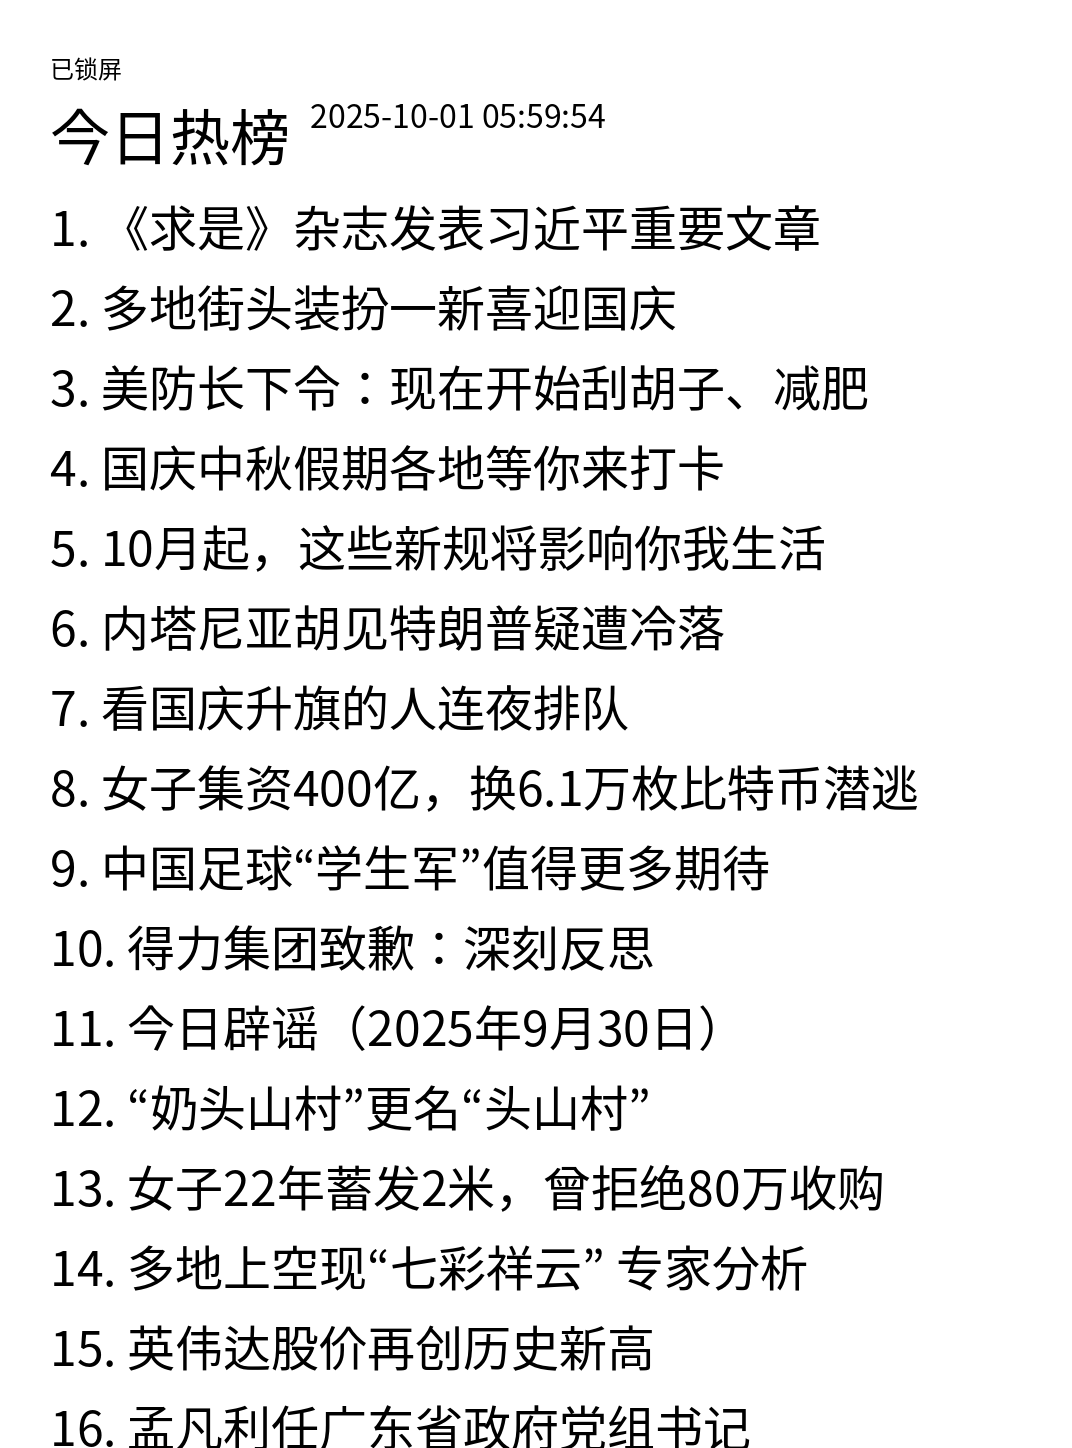 已锁屏
今日热榜 2025-10-01 05:59:54
1. 《求是》杂志发表习近平重要文章
2. 多地街头装扮一新喜迎国庆
3. 美防长下令：现在开始刮胡子、减肥
4. 国庆中秋假期各地等你来打卡
5. 10月起，这些新规将影响你我生活
6. 内塔尼亚胡见特朗普疑遭冷落
7. 看国庆升旗的人连夜排队
8. 女子集资400亿，换6.1万枚比特币潜逃
9. 中国足球“学生军”值得更多期待
10. 得力集团致歉：深刻反思
11. 今日辟谣（2025年9月30日）
12. “奶头山村”更名“头山村”
13. 女子22年蓄发2米，曾拒绝80万收购
14. 多地上空现“七彩祥云” 专家分析
15. 英伟达股价再创历史新高
16. 孟凡利任广东省政府党组书记